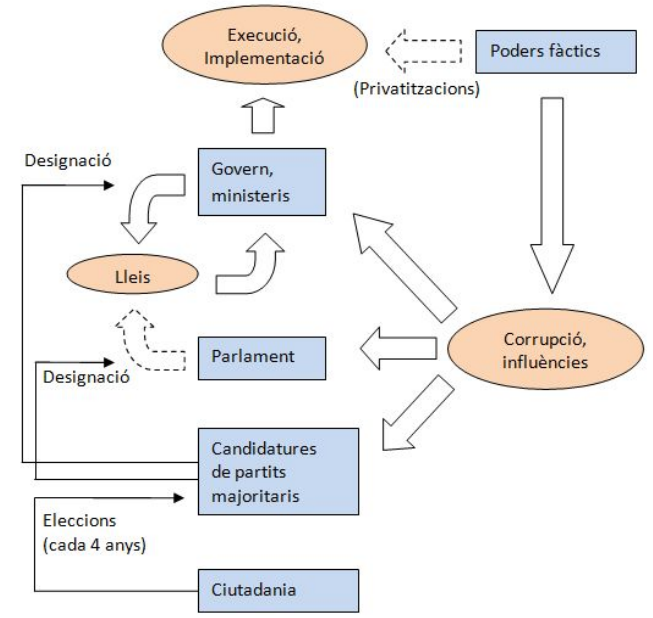 Execució,
Implementació
Poders fàctics
(Privatitzacions)
Designació
Govern,
ministeris
Lleis
Corrupció,
influències
Parlament
Designació
Candidatures
de partits
majoritaris
Eleccions
(cada 4 anys)
Ciutadania